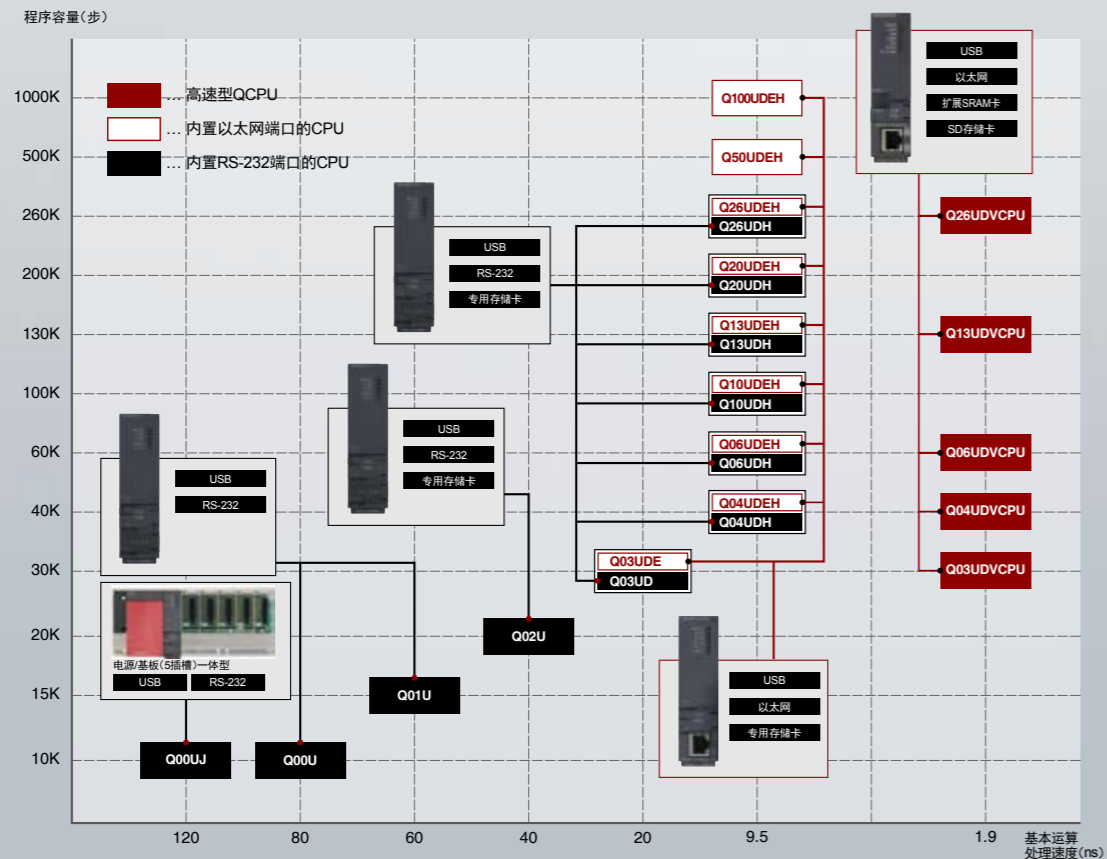 程序容量(步)
1000K
500K
260K
200K
130K
100K
60K
40K
30K
20K
15K
10K
… 高速型QCPU
… 内置以太网端口的CPU
… 内置RS-232端口的CPU
USB
以太网
扩展SRAM卡
SD存储卡
Q100UDEH
Q50UDEH
Q26UDEH
Q26UDH
Q20UDEH
Q20UDH
Q13UDEH
Q13UDH
Q10UDEH
Q10UDH
Q06UDEH
Q06UDH
Q04UDEH
Q04UDH
Q03UDE
Q03UD
Q26UDVCPU
Q13UDVCPU
Q06UDVCPU
Q04UDVCPU
Q03UDVCPU
USB
RS-232
专用存储卡
USB
RS-232
专用存储卡
USB
RS-232
电源/基板(5插槽)一体型
USB
RS-232
Q02U
Q01U
Q00UJ
Q00U
USB
以太网
专用存储卡
120
80
60
40
20
9.5
1.9
基本运算
处理速度(ns)